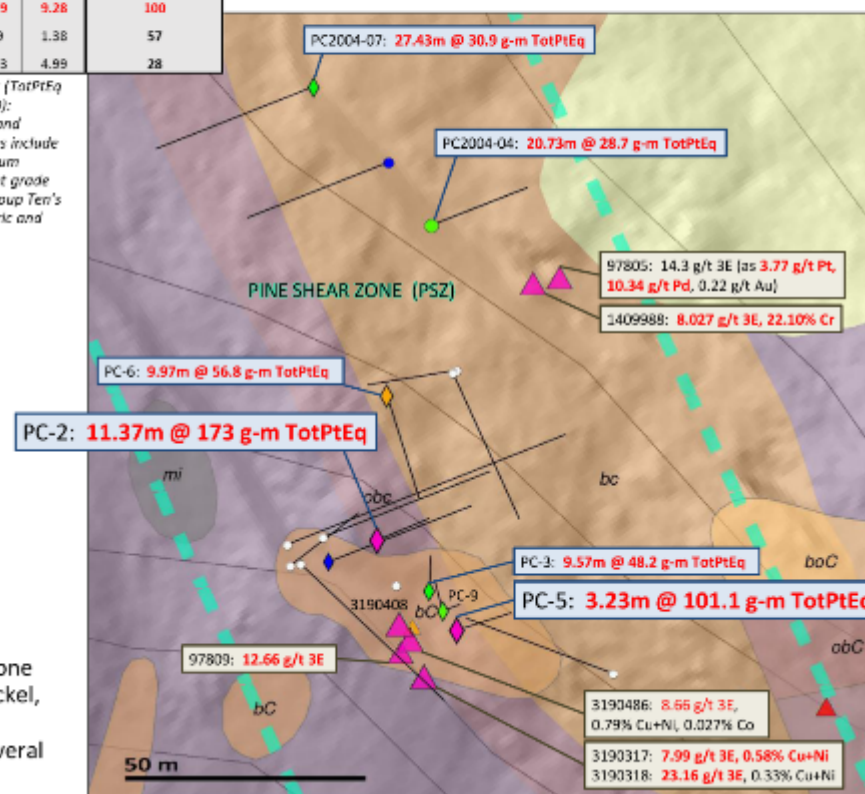 9.28 100
1.38 57
4.99 28
(TotPtEq
and
s include
um
t grade
oup Ten's
ric and
PC2004-07: 27.43m @ 30.9 g-m TotPtEq
PC2004-04: 20.73m @ 28.7 g-m TotPtEq
97805: 14.3 g/t 3E (as 3.77 g/t Pt,
10.34 g/t Pd, 0.22 g/t Au)
1409988: 8.027 g/t 3E, 22.10% Cr
PINE SHEAR ZONE (PSZ)
PC-6: 9.97m @ 56.8 g-m TotPtEq
PC-2: 11.37m @ 173 g-m TotPtEq
mi
obc
bc
PC-3: 9.57m @ 48.2 g-m TotPtEq
boC
PC-9
PC-5: 3.23m @ 101.1 g-m TotPtEq
3190408
bC
obC
97809: 12.66 g/t 3E
one
ckel,
veral
bC
3190486: 8.66 g/t 3E,
0.79% Cu+Ni, 0.027% Co
3190317: 7.99 g/t 3E, 0.58% Cu+Ni
3190318: 23.16 g/t 3E, 0.33% Cu+Ni
50 m